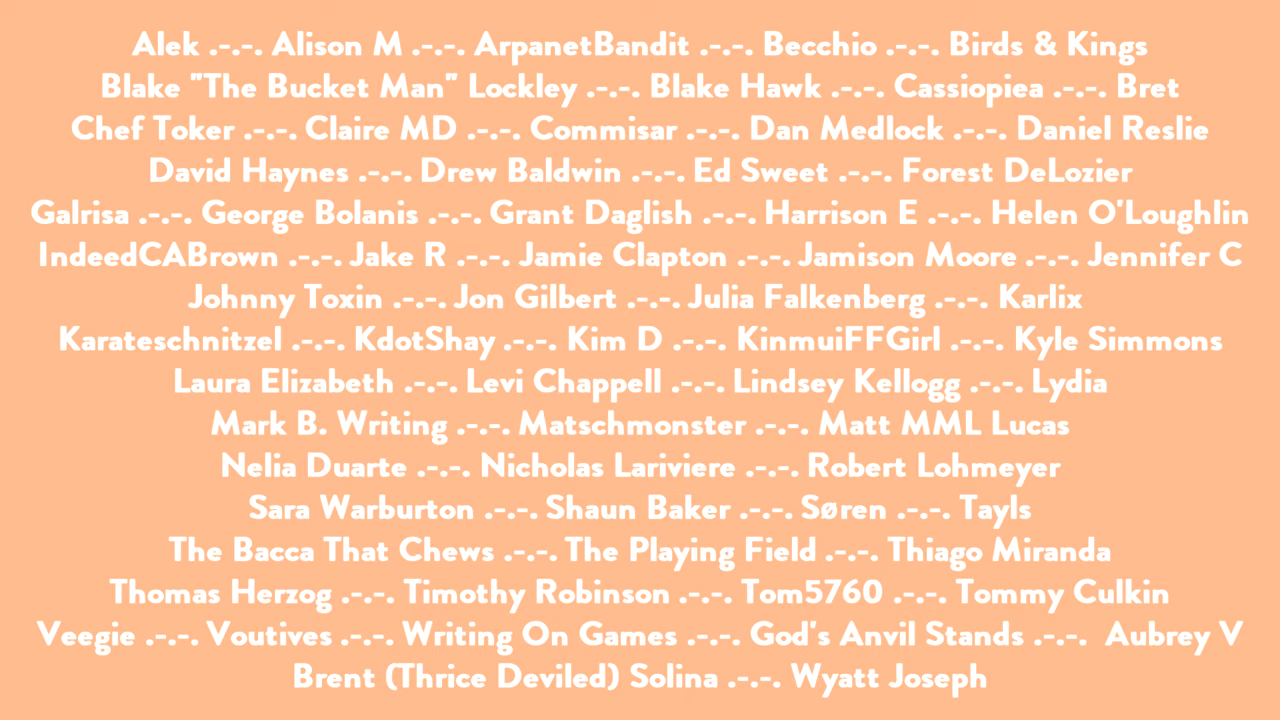 Alek .-.-. Alison M .-.-. ArpanetBandit .-.-. Becchio .-.-. Birds & Kings
Blake "The Bucket Man" Lockley .-.-. Blake Hawk .-.-. Cassiopiea .-.-. Bret
Chef Toker .-.-. Claire MD .-.-. Commisar .-.-. Dan Medlock .-.-. Daniel Reslie
David Haynes .-.-. Drew Baldwin .-.-. Ed Sweet .-.-. Forest DeLozier
Galrisa .-.-. George Bolanis .-.-. Grant Daglish .-.-. Harrison E .-.-. Helen O'Loughlin
IndeedCABrown .-.-. Jake R .-.-. Jamie Clapton .-.-. Jamison Moore .-.-. Jennifer C
Johnny Toxin .-.-. Jon Gilbert .-.-. Julia Falkenberg .-.-. Karlix
Karateschnitzel .-.-. KdotShay .-.-. Kim D .-.-. KinmuiFFGirl .-.-. Kyle Simmons
Laura Elizabeth .-.-. Levi Chappell .-.-. Lindsey Kellogg .-.-. Lydia
Mark B. Writing .-.-. Matschmonster .-.-. Matt MML Lucas
Nelia Duarte .-.-. Nicholas Lariviere .-.-. Robert Lohmeyer
Sara Warburton .-.-. Shaun Baker .-.-. Søren .-.-. Tayls
The Bacca That Chews .-.-. The Playing Field .-.-. Thiago Miranda
Thomas Herzog .-.-. Timothy Robinson .-.-. Tom5760 .-.-. Tommy Culkin
Veegie .-.-. Voutives .-.-. Writing On Games .-.-. God's Anvil Stands .-.-.  Aubrey V
Brent (Thrice Deviled) Solina .-.-. Wyatt Joseph